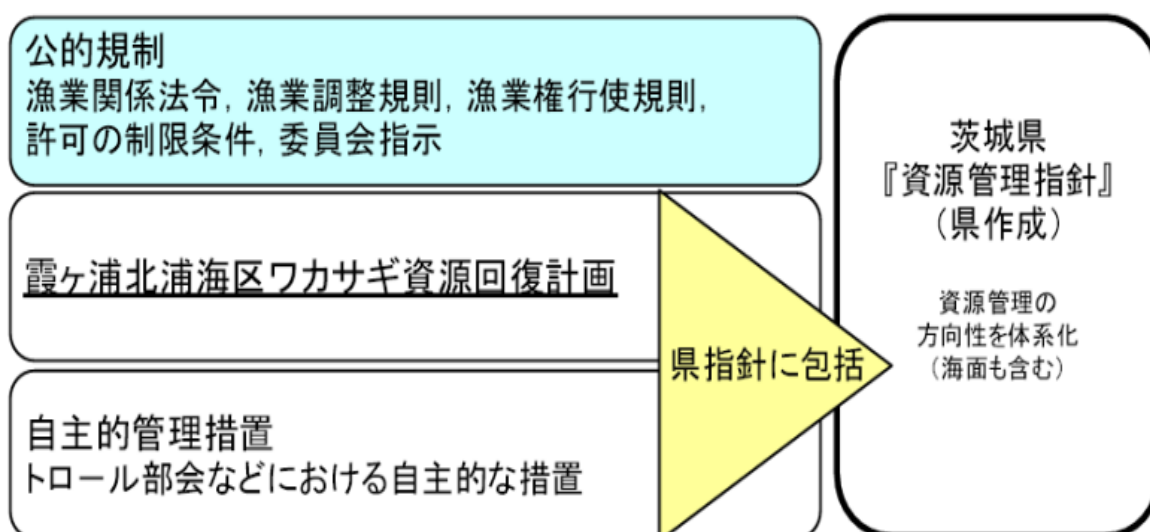 公的規制
漁業関係法令，漁業調整規則，漁業権行使規則，
許可の制限条件，委員会指示
霞ヶ浦北浦海区ワカサギ資源回復計画
自主的管理措置
トロール部会などにおける自主的な措置
県指針に包括
茨城県
『資源管理指針』
（県作成）
資源管理の
方向性を体系化
（海面も含む）